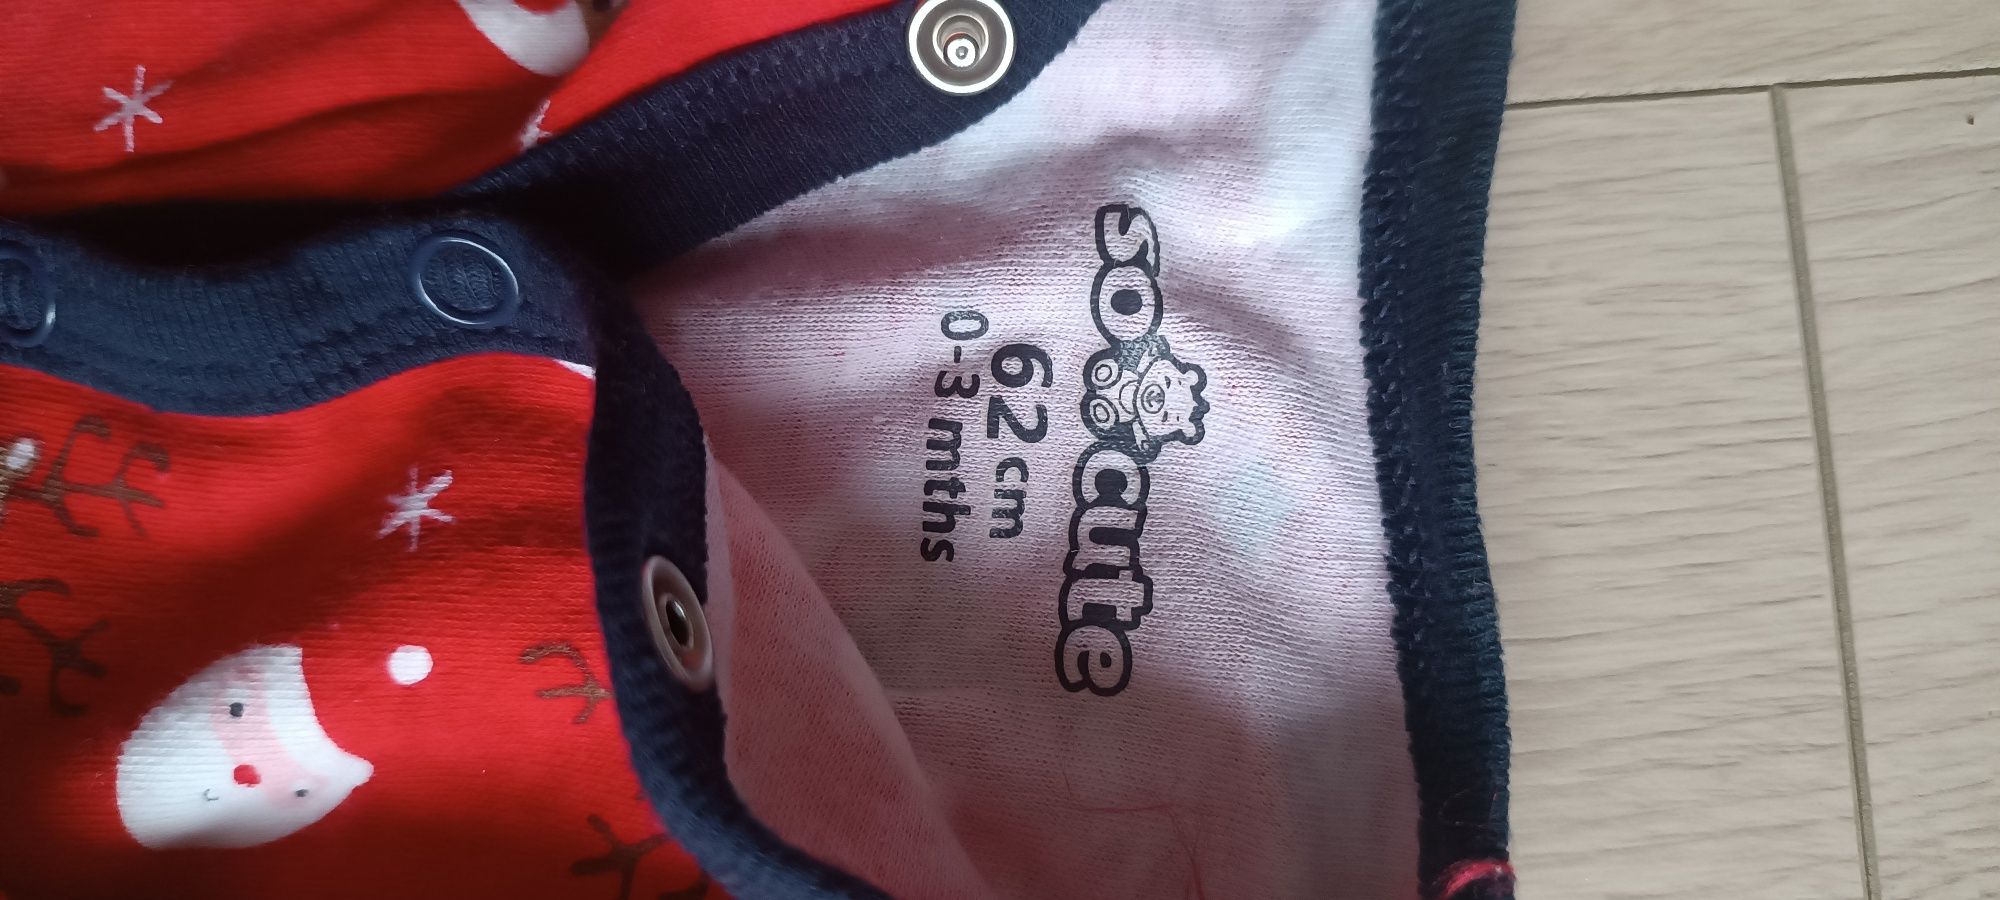 so cute
62 cm
0-3 mths